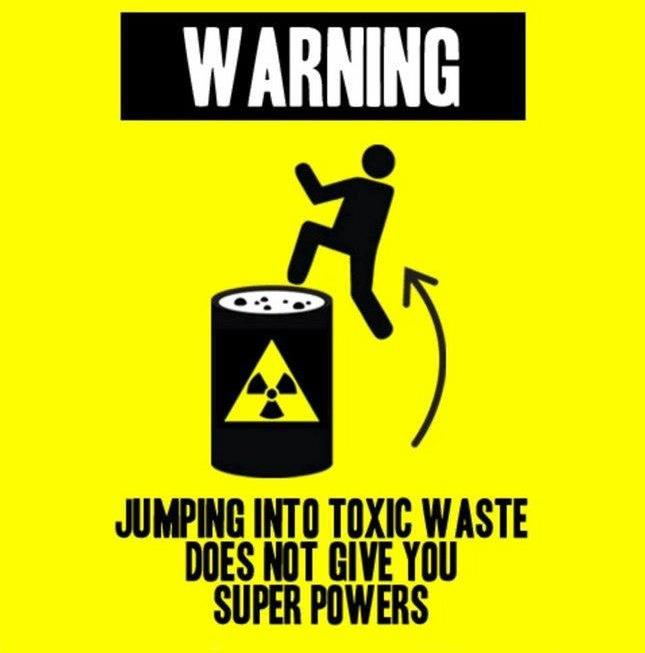 WARNING
JUMPING INTO TOXIC WASTE
DOES NOT GIVE YOU
SUPER POWERS